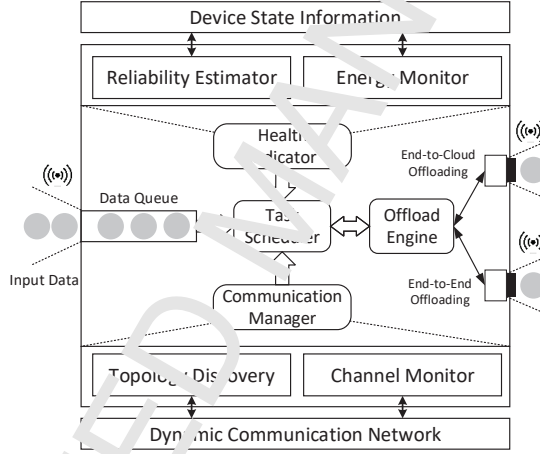 Device State Information
Reliability Estimator
Energy Monitor
Health
Indicator
End-to-Cloud
Offloading
Data Queue
Task
Scheduler
Offload
Engine
Input Data
End-to-End
Offloading
Communication
Manager
Topology Discovery
Channel Monitor
Dynamic Communication Network